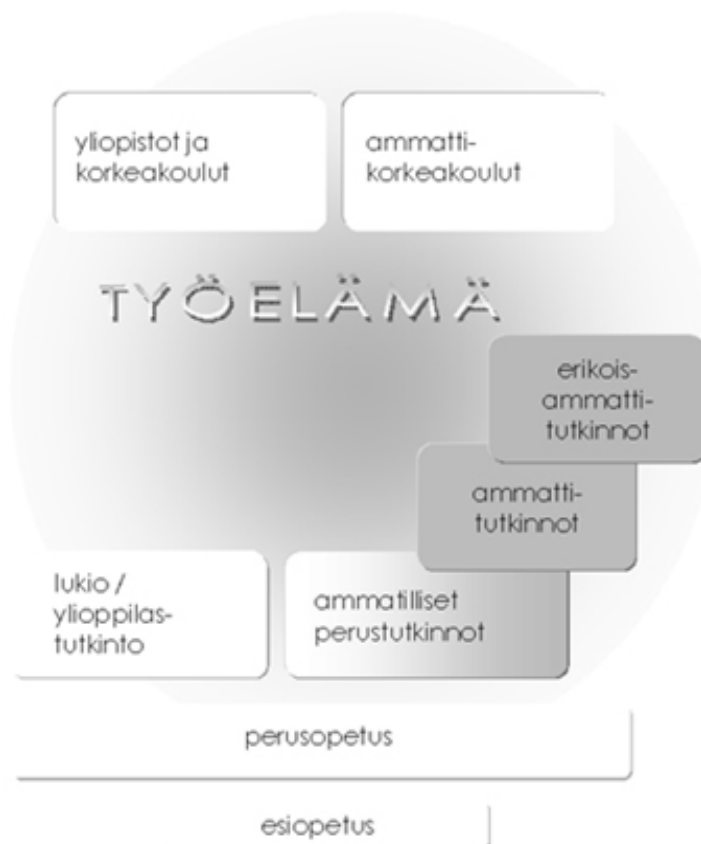 yliopistot ja
korkeakoulut
ammatti-
korkeakoulut
TYÖELÄMÄ
erikois-
ammatti-
tutkinnot
ammatti-
tutkinnot
lukio /
ylioppilas-
tutkinto
ammatilliset
perustutkinnot
perusopetus
esiopetus